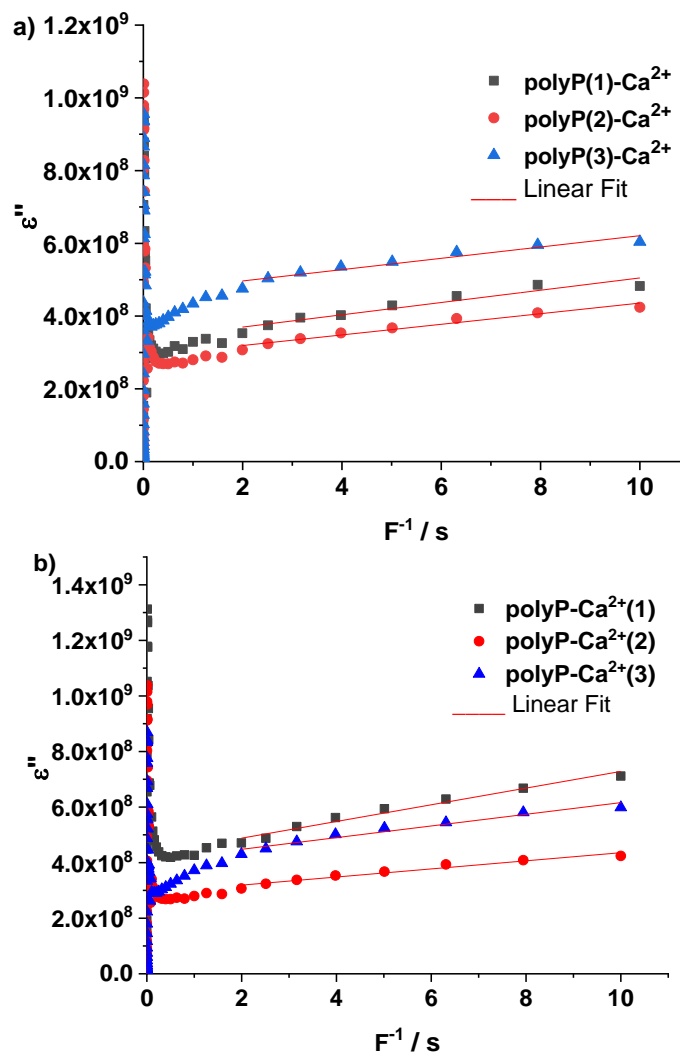 a)
1.2x10⁹
1.0x10⁹
8.0x10⁸
6.0x10⁸
4.0x10⁸
2.0x10⁸
0.0
ε''
polyP(1)-Ca²⁺
polyP(2)-Ca²⁺
polyP(3)-Ca²⁺
Linear Fit
0 2 4 6 8 10
F⁻¹ / s
b)
1.4x10⁹
1.2x10⁹
1.0x10⁹
8.0x10⁸
6.0x10⁸
4.0x10⁸
2.0x10⁸
0.0
ε''
polyP-Ca²⁺(1)
polyP-Ca²⁺(2)
polyP-Ca²⁺(3)
Linear Fit
0 2 4 6 8 10
F⁻¹ / s